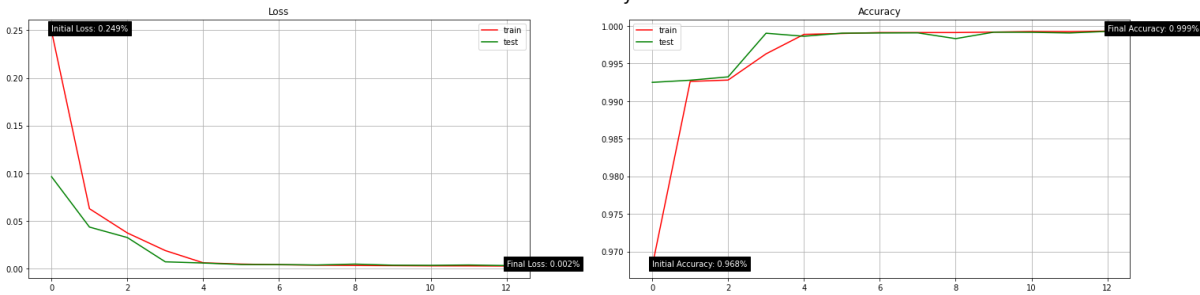 Loss
Initial Loss: 0.249%
train
test
Final Loss: 0.002%
0.25
0.20
0.15
0.10
0.05
0.00
0
2
4
6
8
10
12
Accuracy
train
test
Final Accuracy: 0.999%
Initial Accuracy: 0.968%
1.000
0.995
0.990
0.985
0.980
0.975
0.970
0
2
4
6
8
10
12